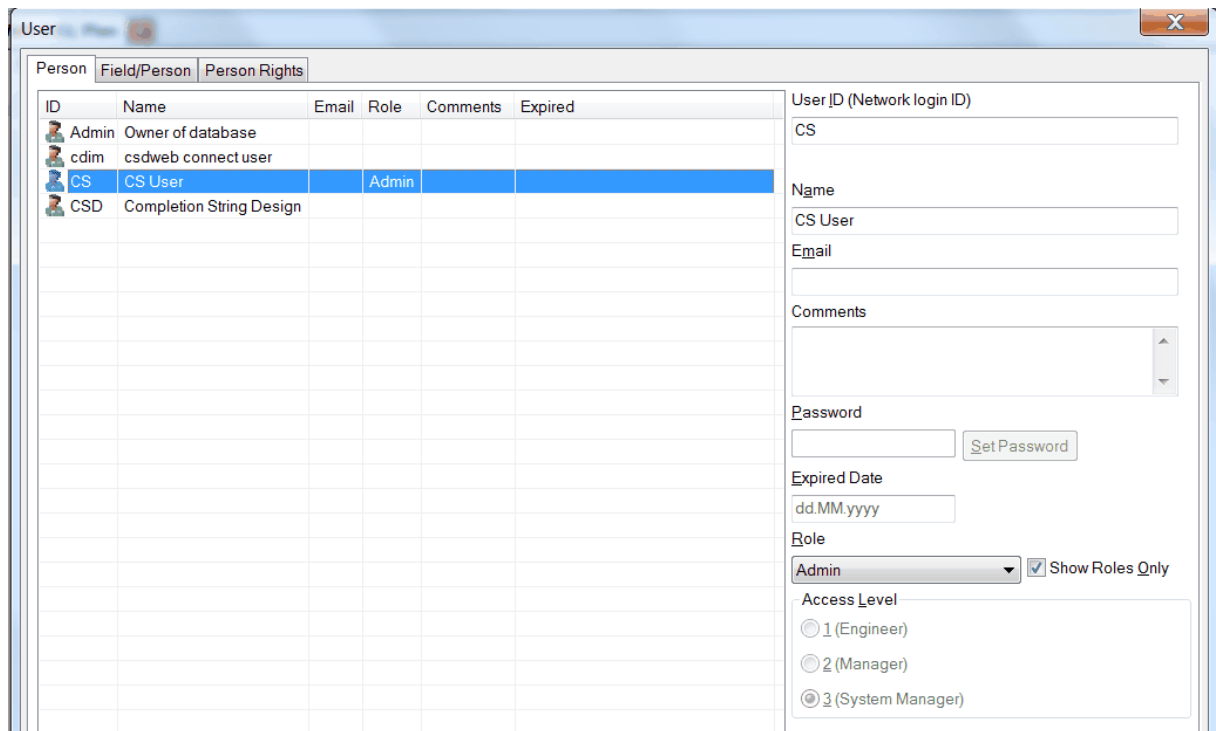 User
Person Field/Person Person Rights
ID Name Email Role Comments Expired
Admin Owner of database
cdim csdweb connect user
CS CS User Admin
CSD Completion String Design
User ID (Network login ID)
CS
Name
CS User
Email
Comments
Password
Set Password
Expired Date
dd.MM.yyyy
Role
Admin Show Roles Only
Access Level
1 (Engineer)
2 (Manager)
3 (System Manager)